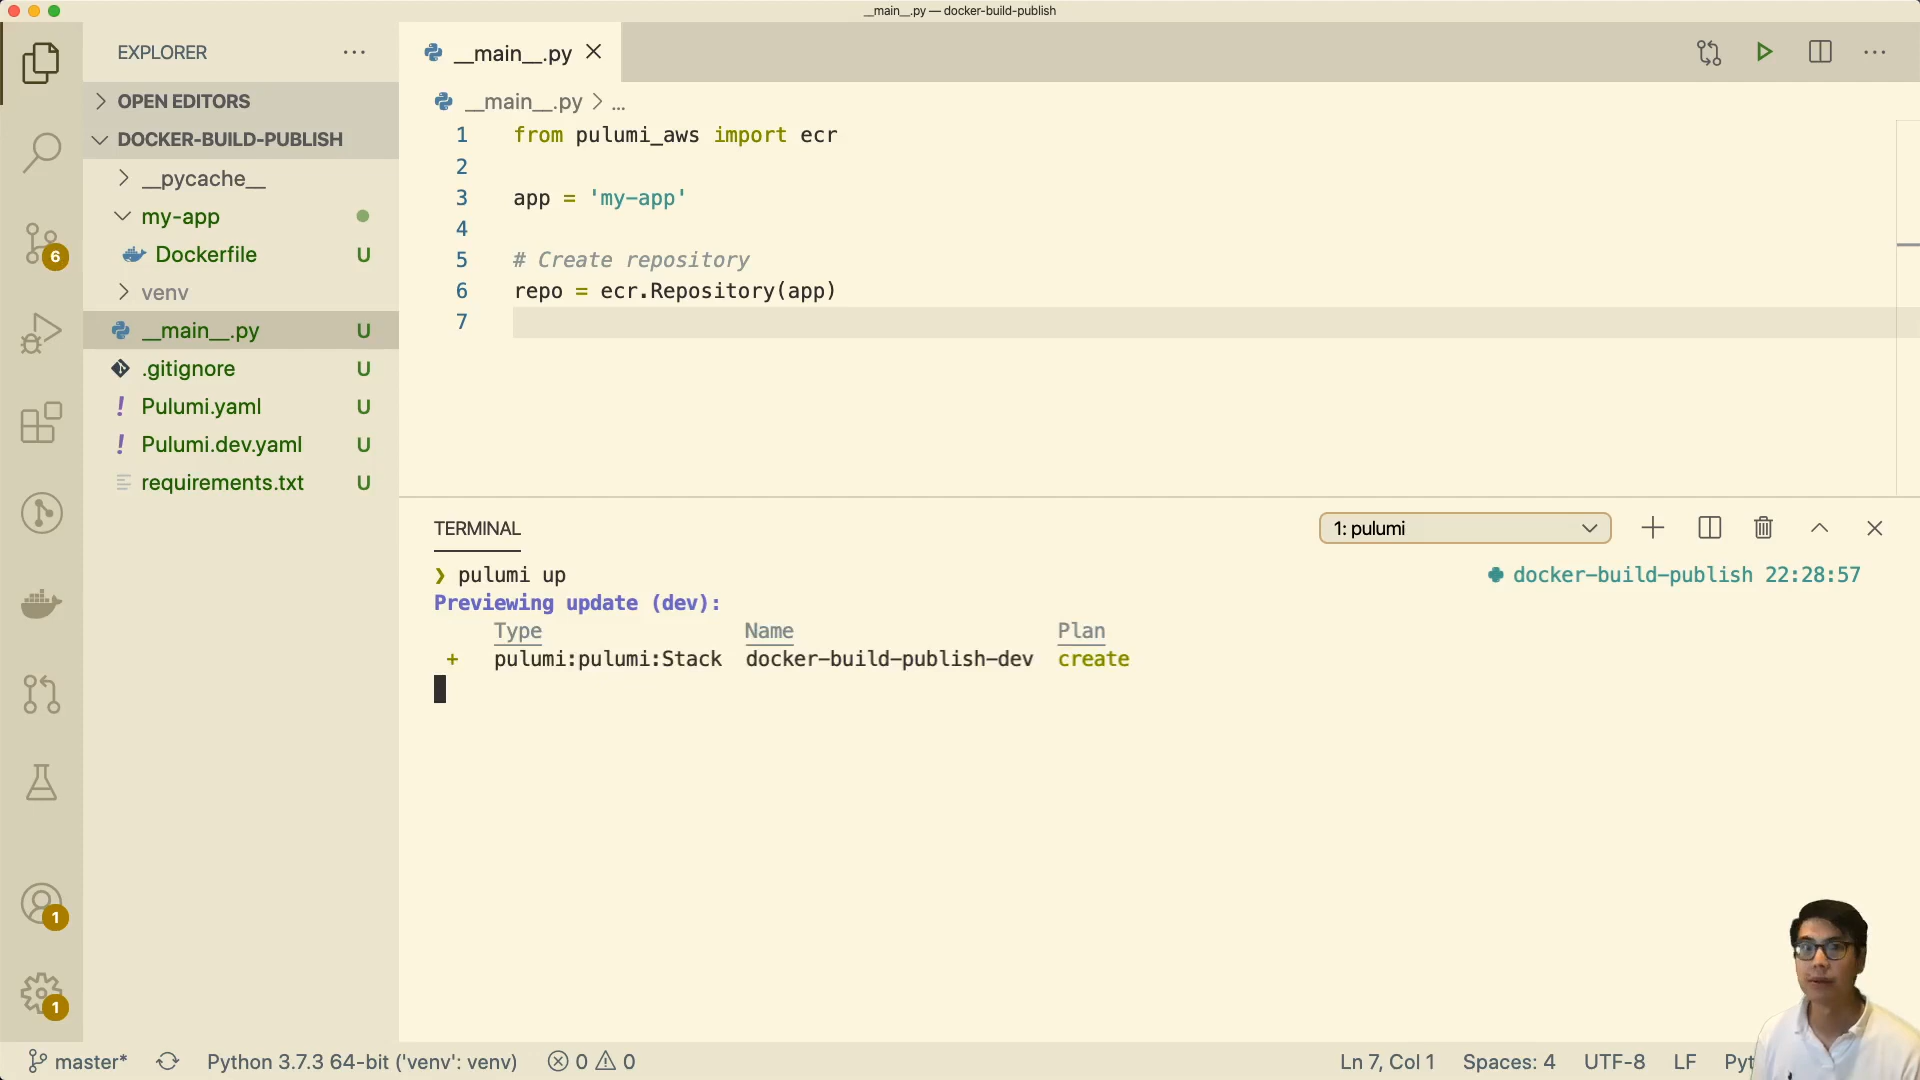 __main__.py — docker-build-publish
EXPLORER
OPEN EDITORS
DOCKER-BUILD-PUBLISH
__pycache__
my-app
Dockerfile U
venv
__main__.py U
.gitignore U
Pulumi.yaml U
Pulumi.dev.yaml U
requirements.txt U
6
1
1
__main__.py
__main__.py > ...
1 from pulumi_aws import ecr
2
3 app = 'my-app'
4
5 # Create repository
6 repo = ecr.Repository(app)
7
TERMINAL
1: pulumi
❯ pulumi up
docker-build-publish 22:28:57
Previewing update (dev):
Type Name Plan
+ pulumi:pulumi:Stack docker-build-publish-dev create
master*
Python 3.7.3 64-bit ('venv': venv)
0
0
Ln 7, Col 1
Spaces: 4
UTF-8
LF
Pyt